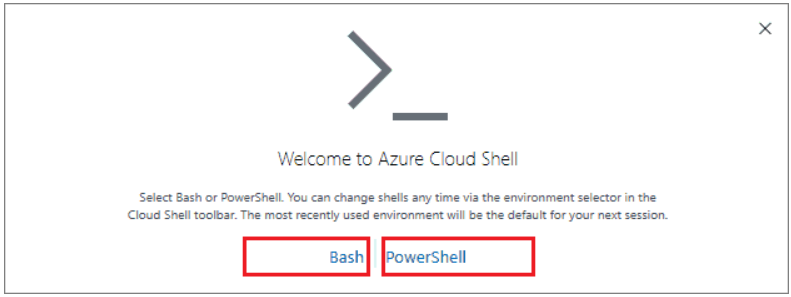 Welcome to Azure Cloud Shell
Select Bash or PowerShell. You can change shells any time via the environment selector in the
Cloud Shell toolbar. The most recently used environment will be the default for your next session.
Bash PowerShell